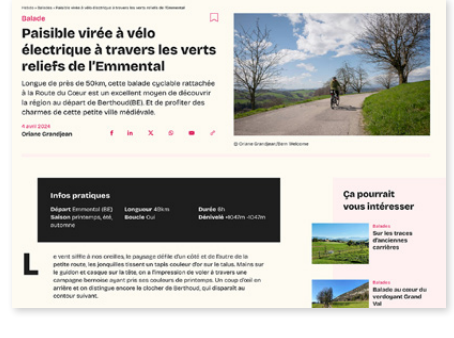 Balade
Paisible virée à vélo
électrique à travers les verts
reliefs de l'Emmental
Longue de près de 50km, cette balade cyclable rattachée
à la Route du Cœur est un excellent moyen de découvrir
la région au départ de Berthoud(BE). Et de profiter des
charmes de cette petite ville médiévale.
4 avril 2024
Oriane Grandjean
© Oriane Grandjean/Bern Welcome
Infos pratiques
Départ Emmental (BE)
Saison printemps, été,
automne
Longueur 49km
Boucle Oui
Durée 6h
Dénivelé +1047m -1047m
Ça pourrait
vous intéresser
Balades
Sur les traces
d'anciennes
carrières
Balades
Balade au cœur du
verdoyant Grand
Val
Le vent siffle à nos oreilles, le paysage défile d'un côté et de l'autre de la
petite route, les jonquilles tissent un tapis couleur d'or sur le talus. Mains sur
le guidon et casque sur la tête, on a l'impression de voler à travers une
campagne bernoise ayant pris ses couleurs de printemps. Un coup d'œil en
arrière et on distingue encore le clocher de Berthoud, qui disparaît au
contour suivant.